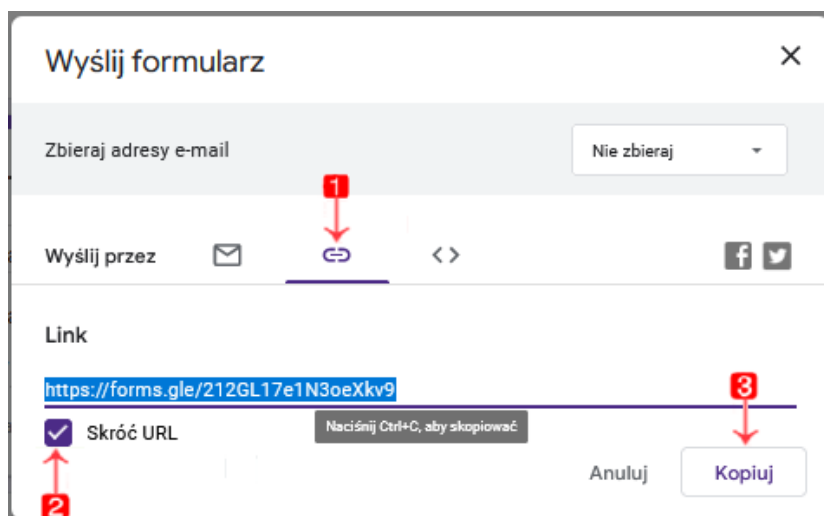 Wyślij formularz
Zbieraj adresy e-mail
Nie zbieraj
1
Wyślij przez
Link
https://forms.gle/212GL17e1N3oeXkv9
3
Skróć URL
Naciśnij Ctrl+C, aby skopiować
2
Anuluj
Kopiuj